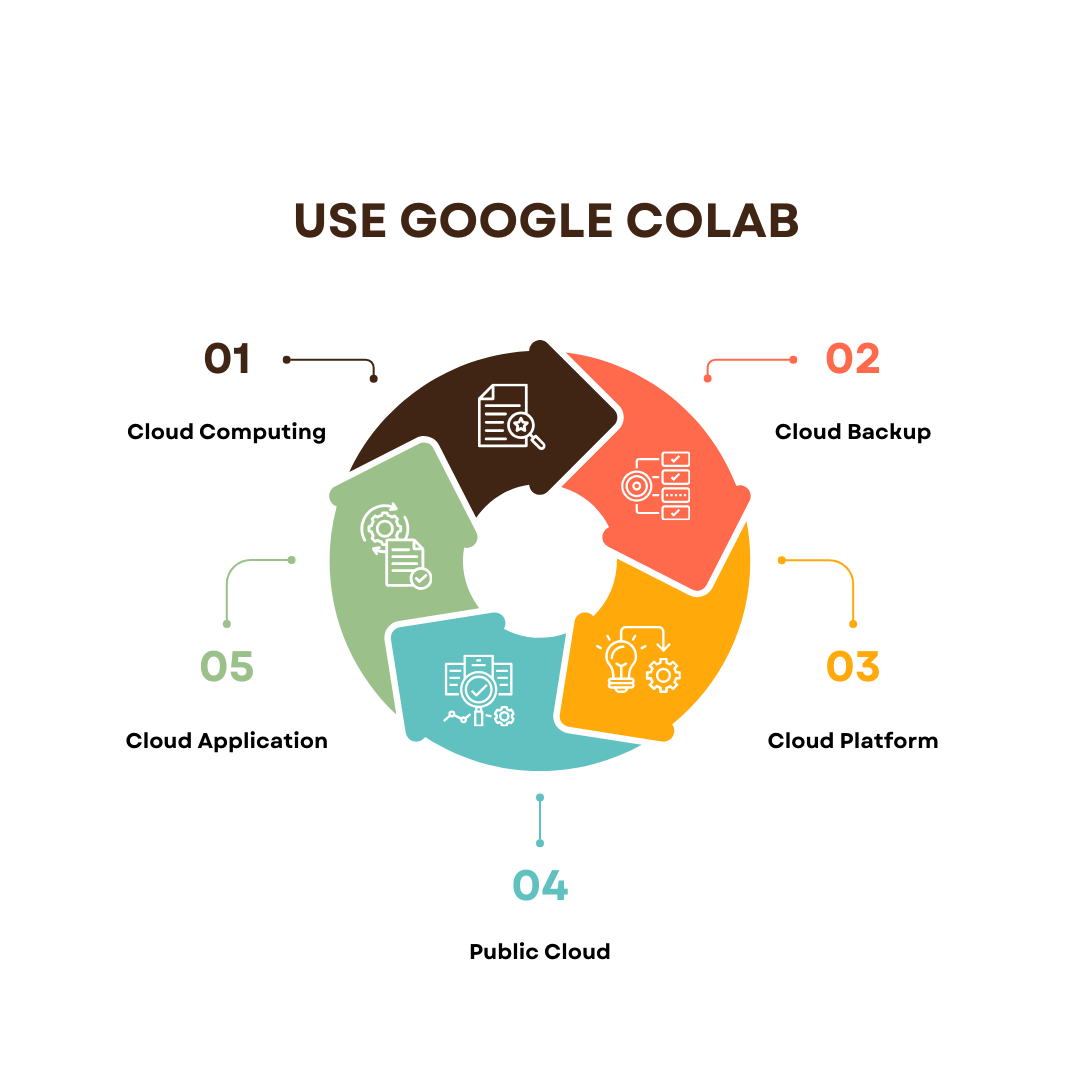 USE GOOGLE COLAB
01
Cloud Computing
02
Cloud Backup
03
Cloud Platform
04
Public Cloud
05
Cloud Application